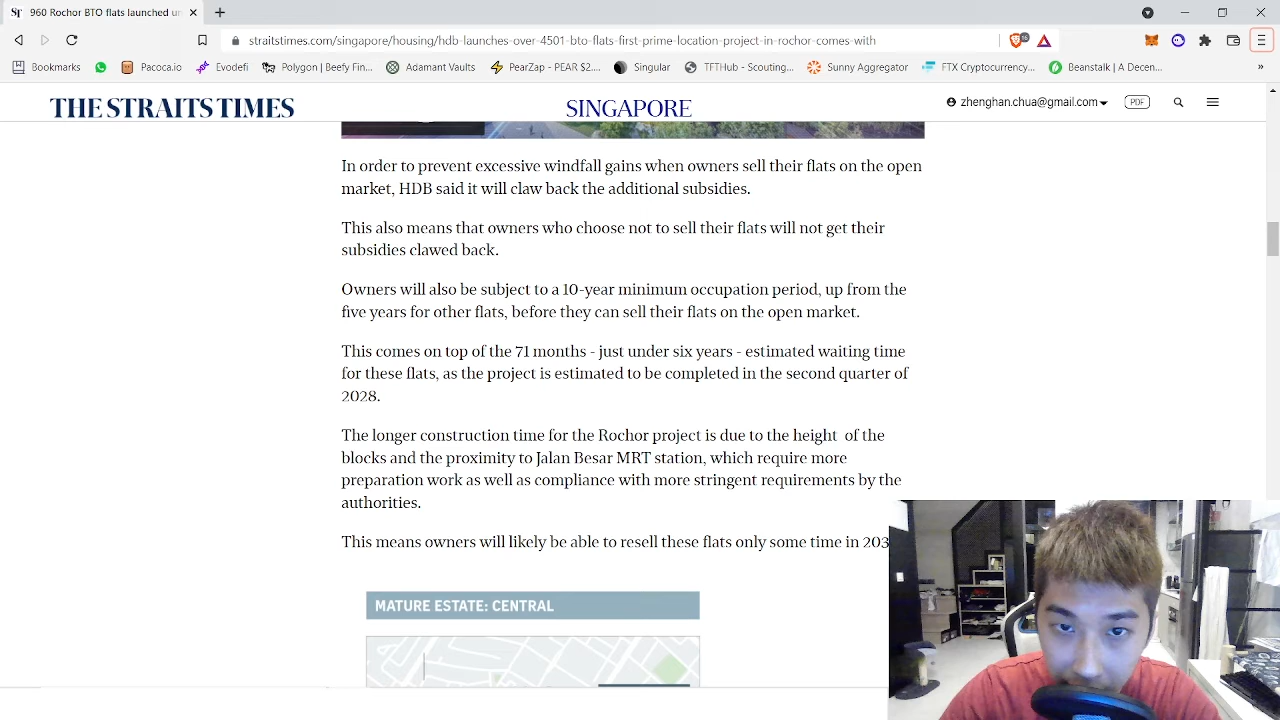 960 Rochor BTO flats launched un
straitstimes.com/singapore/housing/hdb-launches-over-4501-bto-flats-first-prime-location-project-in-rochor-comes-with
16
Bookmarks Pacoca.io Evodefi Polygon | Beefy Fin... Adamant Vaults PearZap - PEAR $2.... Singular TFTHub - Scouting... Sunny Aggregator FTX Cryptocurrency... Beanstalk | A Decen...
THE STRAITS TIMES SINGAPORE zhenghan.chua@gmail.com PDF
In order to prevent excessive windfall gains when owners sell their flats on the open
market, HDB said it will claw back the additional subsidies.
This also means that owners who choose not to sell their flats will not get their
subsidies clawed back.
Owners will also be subject to a 10-year minimum occupation period, up from the
five years for other flats, before they can sell their flats on the open market.
This comes on top of the 71 months - just under six years - estimated waiting time
for these flats, as the project is estimated to be completed in the second quarter of
2028.
The longer construction time for the Rochor project is due to the height of the
blocks and the proximity to Jalan Besar MRT station, which require more
preparation work as well as compliance with more stringent requirements by the
authorities.
This means owners will likely be able to resell these flats only some time in 203
MATURE ESTATE: CENTRAL